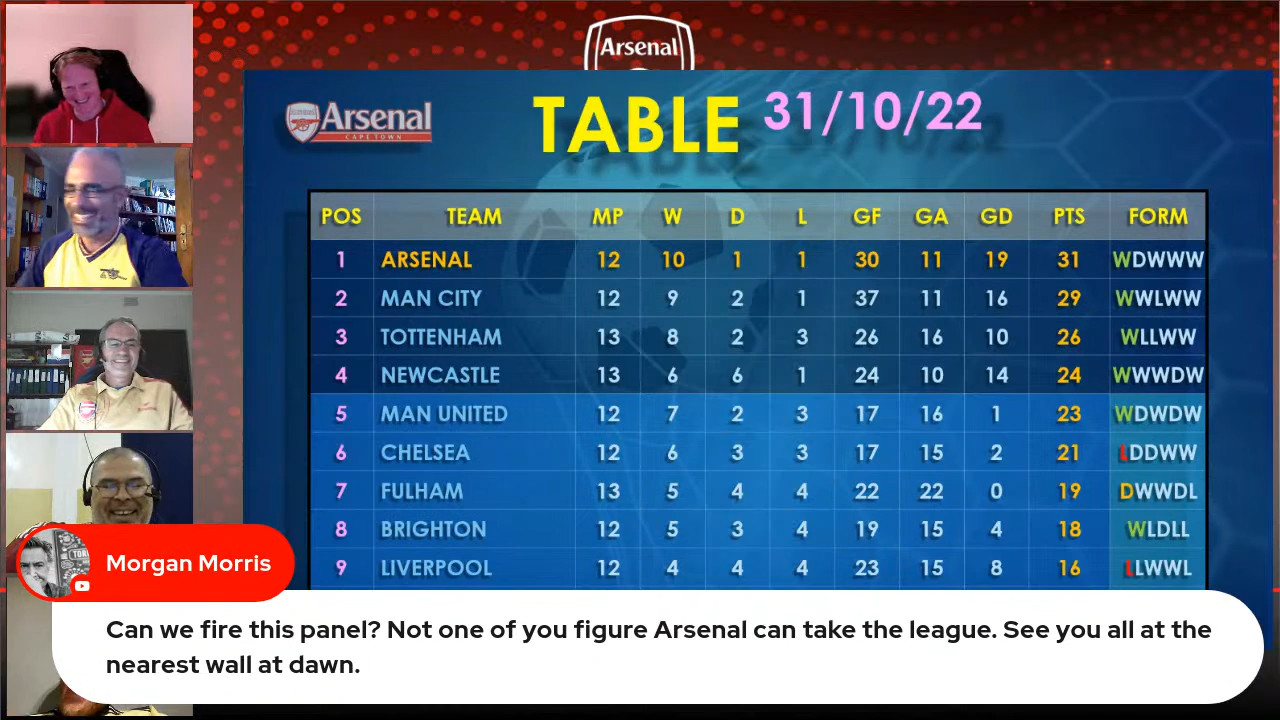 Arsenal
Arsenal
CAPE TOWN
TABLE 31/10/22
POS TEAM MP W D L GF GA GD PTS FORM
1 ARSENAL 12 10 1 1 30 11 19 31 WDWWW
2 MAN CITY 12 9 2 1 37 11 16 29 WWLWW
3 TOTTENHAM 13 8 2 3 26 16 10 26 WLLWW
4 NEWCASTLE 13 6 6 1 24 10 14 24 WWWDW
5 MAN UNITED 12 7 2 3 17 16 1 23 WDWDW
6 CHELSEA 12 6 3 3 17 15 2 21 LDDWW
7 FULHAM 13 5 4 4 22 22 0 19 DWWDL
8 BRIGHTON 12 5 3 4 19 15 4 18 WLDLL
9 LIVERPOOL 12 4 4 4 23 15 8 16 LLWWL
Morgan Morris
Can we fire this panel? Not one of you figure Arsenal can take the league. See you all at the
nearest wall at dawn.